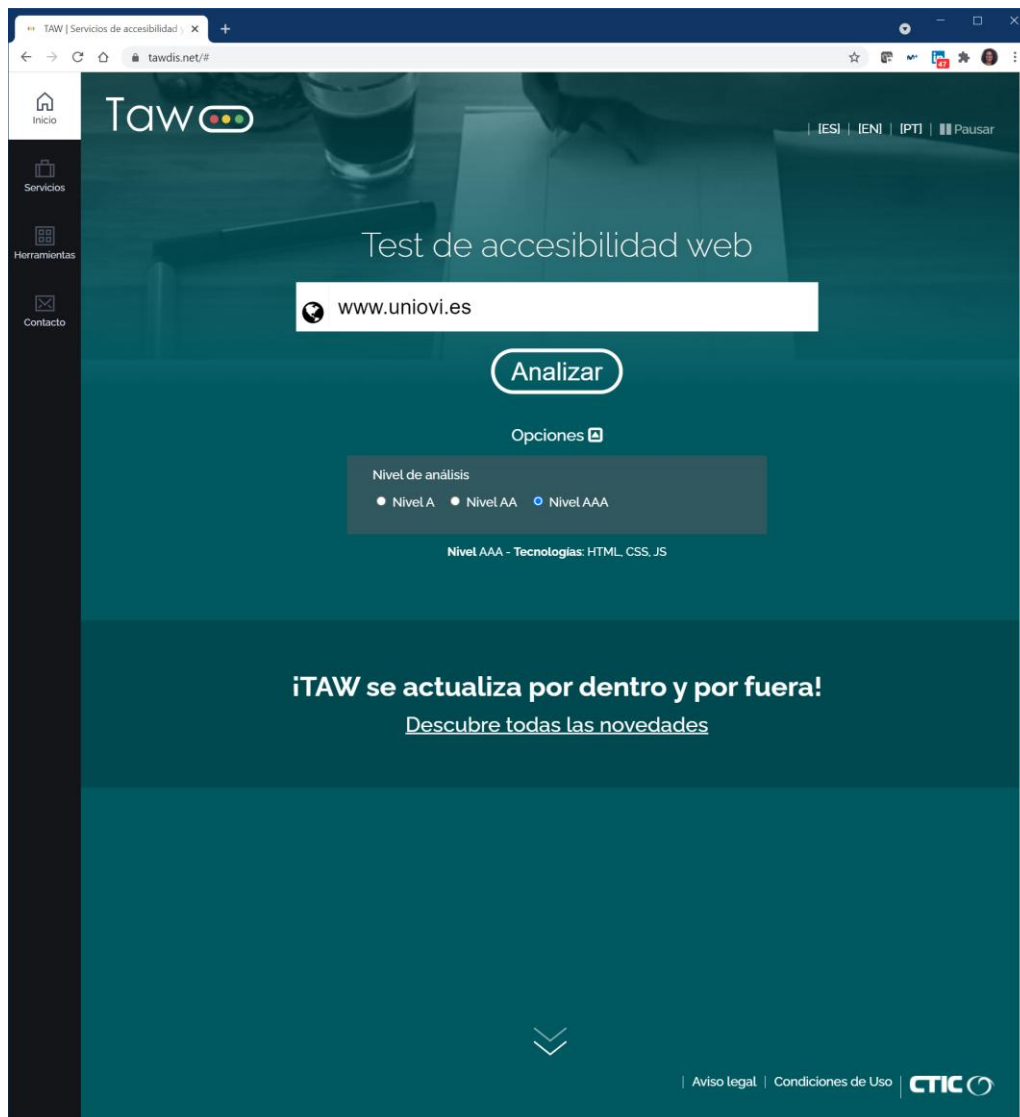 TAW | Servicios de accesibilidad y
tawdis.net/#
47
Inicio
Taw
| [ES] | [EN] | [PT] | Pausar
Servicios
Herramientas
Contacto
Test de accesibilidad web
www.uniovi.es
Analizar
Opciones
Nivel de análisis
Nivel A Nivel AA Nivel AAA
Nivel AAA - Tecnologías: HTML, CSS, JS
¡TAW se actualiza por dentro y por fuera!
Descubre todas las novedades
| Aviso legal | Condiciones de Uso | CTIC